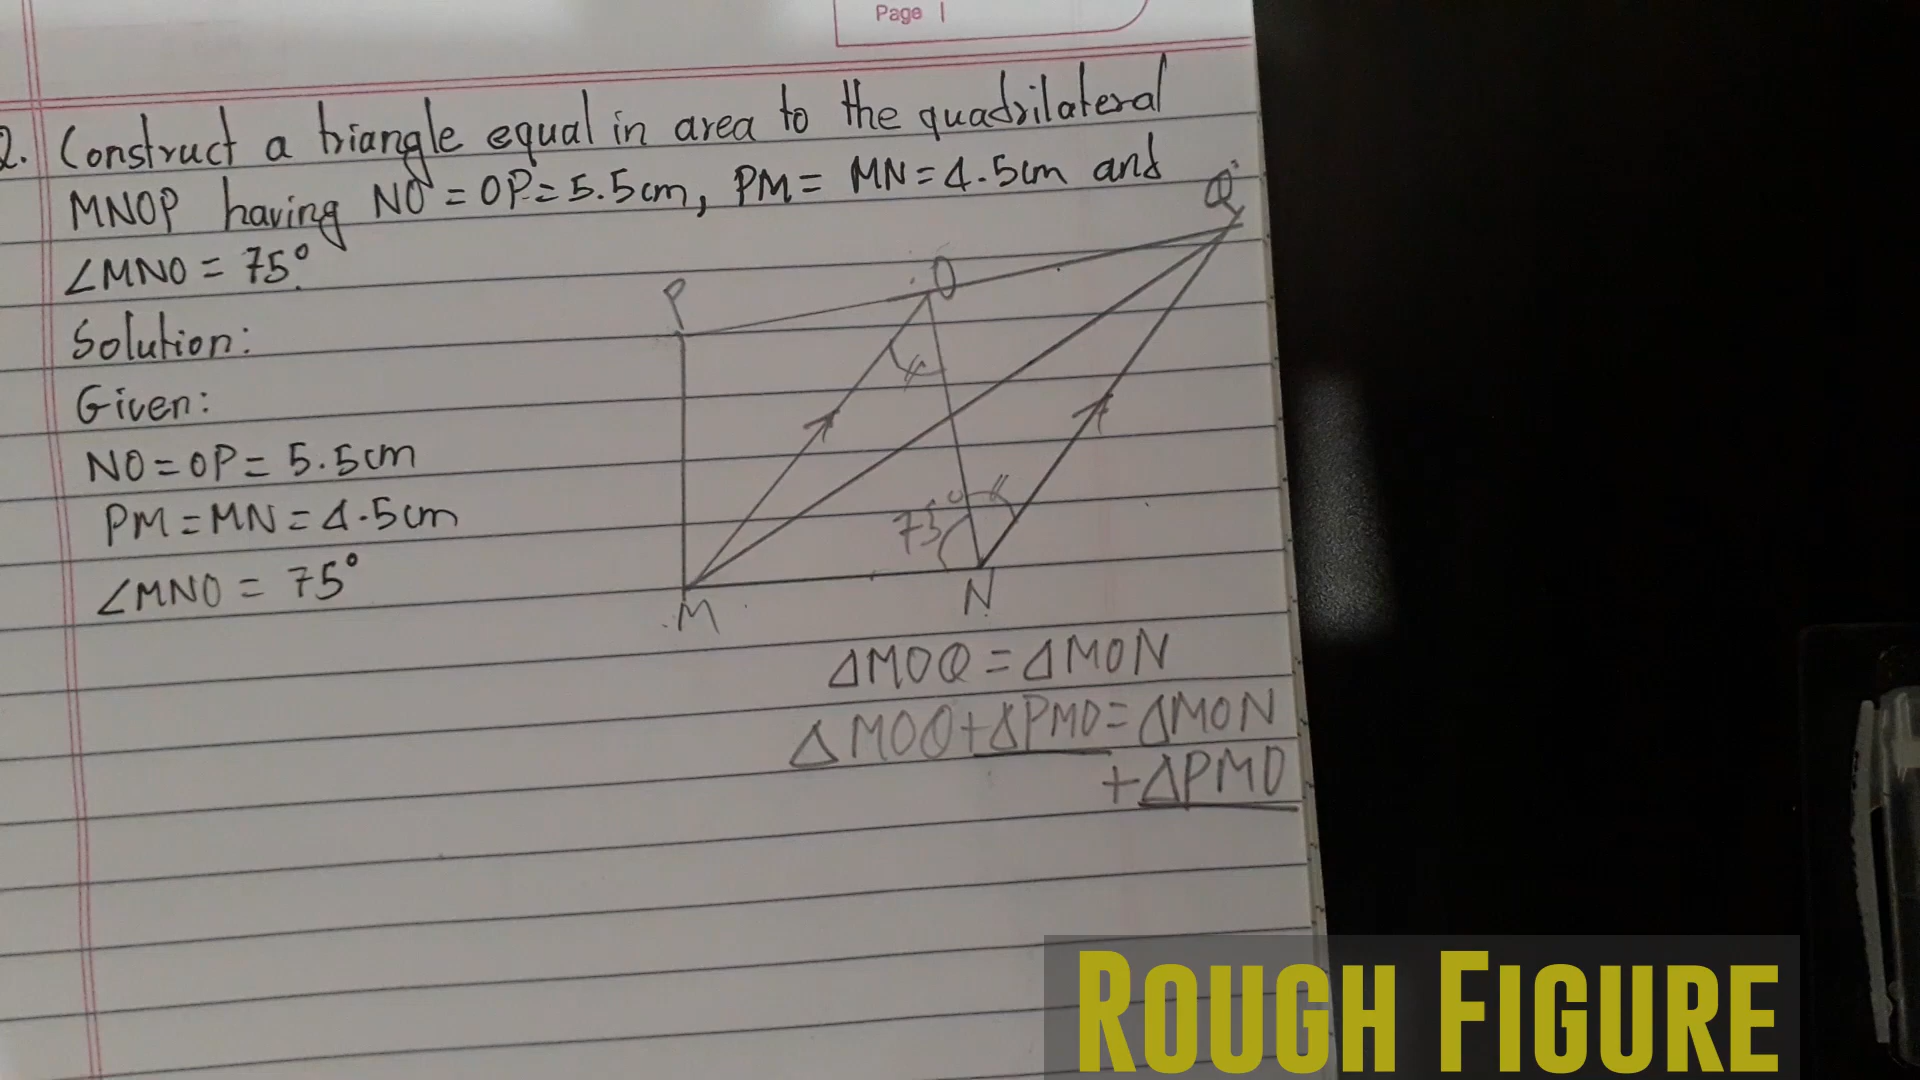 Page 1
Q. Construct a triangle equal in area to the quadrilateral
MNOP having NO = OP = 5.5cm, PM = MN = 4.5cm and
∠MNO = 75°.
Solution:
Given:
NO = OP = 5.5cm
PM = MN = 4.5cm
∠MNO = 75°
P
O
Q
75°
M
N
ΔMOQ = ΔMON
ΔMOQ + ΔPMO = ΔMON
+ ΔPMO
ROUGH FIGURE